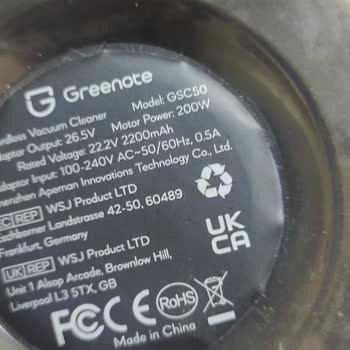 Greenote
Model: GSC50
Cordless Vacuum Cleaner
Motor Power: 200W
Adaptor Output: 26.5V
Rated Voltage: 22.2V 2200mAh
Adaptor Input: 100-240V AC~50/60Hz, 0.5A
Shenzhen Apeman Innovations Technology Co., Ltd.
EC REP WSJ Product LTD
Eschborner Landstrasse 42-50, 60489
Frankfurt, Germany
UK REP WSJ Product LTD
Unit 1 Alsop Arcade, Brownlow Hill,
Liverpool L3 5TX, GB
UK
CA
FC CE RoHS
Made in China